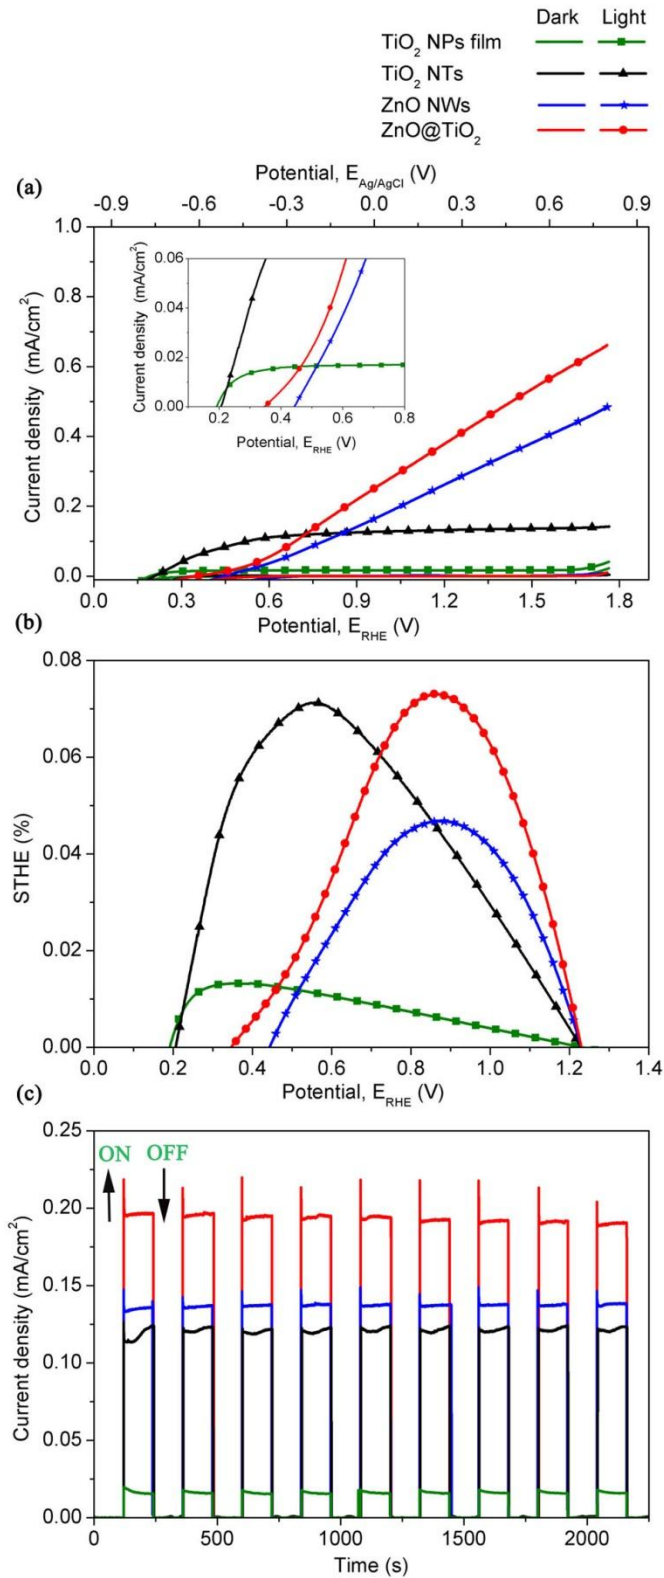 Dark Light
TiO2 NPs film
TiO2 NTs
ZnO NWs
ZnO@TiO2
(a)
Potential, EAg/AgCl (V)
-0.9 -0.6 -0.3 0.0 0.3 0.6 0.9
1.0
0.8
0.6
0.4
0.2
0.0
Current density (mA/cm2)
0.06
0.04
0.02
0.00
Current density (mA/cm2)
0.2 0.4 0.6 0.8
Potential, ERHE (V)
0.0 0.3 0.6 0.9 1.2 1.5 1.8
Potential, ERHE (V)
(b)
0.08
0.06
0.04
0.02
0.00
STHE (%)
0.0 0.2 0.4 0.6 0.8 1.0 1.2 1.4
Potential, ERHE (V)
(c)
0.25
0.20
0.15
0.10
0.05
0.00
Current density (mA/cm2)
ON OFF
0 500 1000 1500 2000
Time (s)